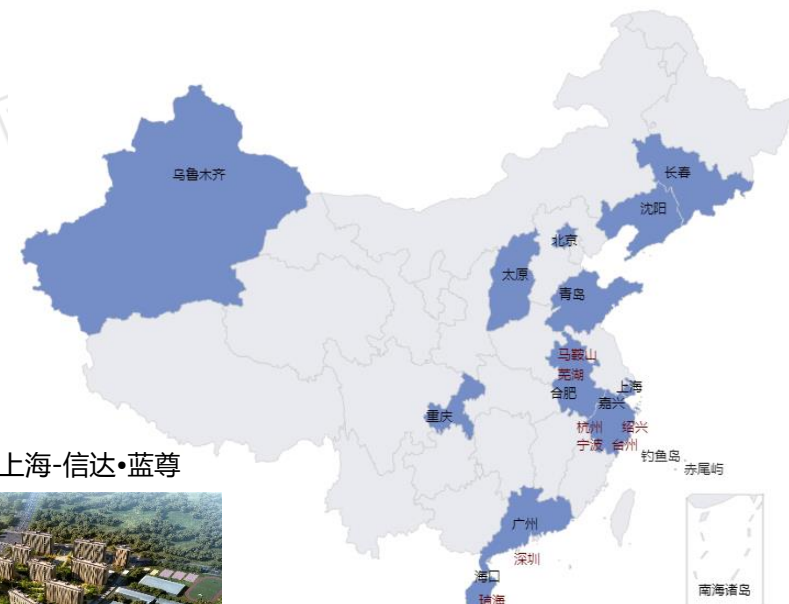 乌鲁木齐
长春
沈阳
北京
太原
青岛
马鞍山
芜湖
合肥
上海
嘉兴
重庆
杭州 绍兴
宁波 台州
钓鱼岛
赤尾屿
上海-信达•蓝尊
广州
深圳
海口
琼海
南海诸岛